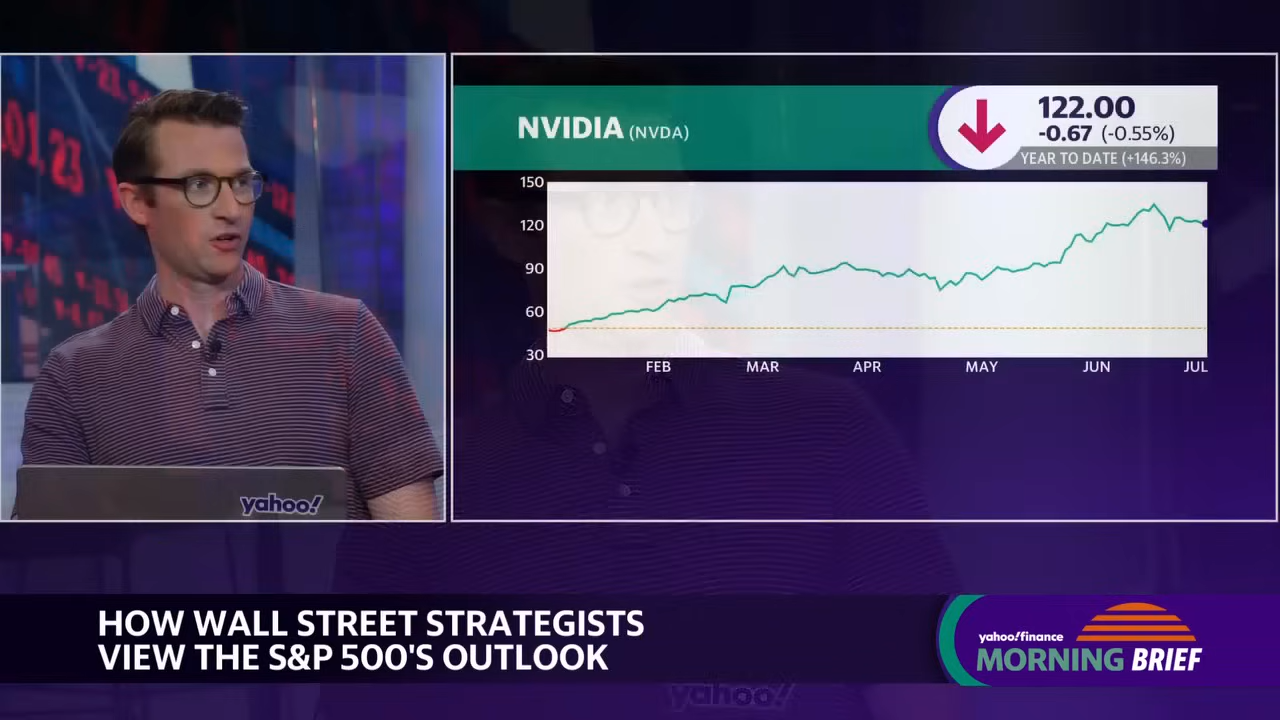 NVIDIA (NVDA)
122.00
-0.67 (-0.55%)
YEAR TO DATE (+146.3%)
150
120
90
60
30
FEB MAR APR MAY JUN JUL
yahoo!
HOW WALL STREET STRATEGISTS
VIEW THE S&P 500'S OUTLOOK
yahoo!finance
MORNING BRIEF
yahoo!